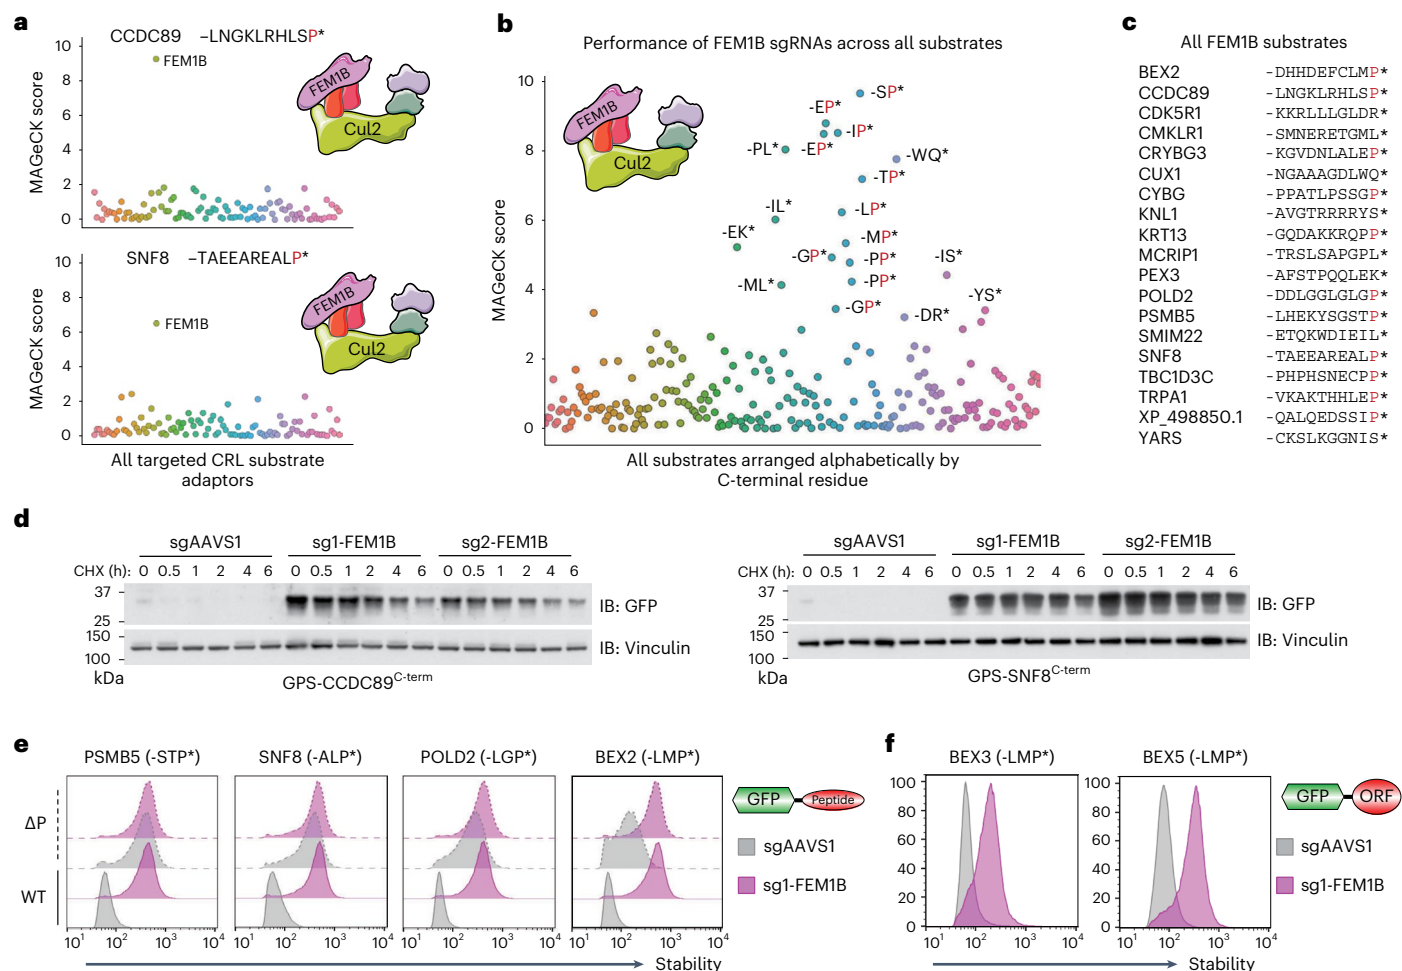 a
CCDC89 –LNGKLRHLSP*
MAGeCK score
10
8
6
4
2
0
FEM1B
FEM1B
Cul2
SNF8 –TAEEAREALP*
MAGeCK score
10
8
6
4
2
0
FEM1B
FEM1B
Cul2
All targeted CRL substrate
adaptors
b
Performance of FEM1B sgRNAs across all substrates
MAGeCK score
10
8
6
4
2
0
FEM1B
Cul2
-SP*
-EP*
-IP*
-PL*
-EP*
-WQ*
-TP*
-IL*
-LP*
-EK*
-MP*
-GP*
-PP*
-IS*
-PP*
-ML*
-GP*
-DR*
-YS*
All substrates arranged alphabetically by
C-terminal residue
c
All FEM1B substrates
BEX2 -DHHDEFCLMP*
CCDC89 -LNGKLRHLSP*
CDK5R1 -KKRLLLGLDR*
CMKLR1 -SMNERETGML*
CRYBG3 -KGVDNLALEP*
CUX1 -NGAAAGDLWQ*
CYBG -PPATLPSSGP*
KNL1 -AVGTRRRRYS*
KRT13 -GQDAKKRQPP*
MCRIP1 -TRSLSAPGPL*
PEX3 -AFSTPQQLEK*
POLD2 -DDLGGLGLGP*
PSMB5 -LHEKYSGSTP*
SMIM22 -ETQKWDIEIL*
SNF8 -TAEEAREALP*
TBC1D3C -PHPHSNECPP*
TRPA1 -VKAKTHHLEP*
XP_498850.1 -QALQEDSSIP*
YARS -CKSLKGGNIS*
d
sgAAVS1 sg1-FEM1B sg2-FEM1B
CHX (h): 0 0.5 1 2 4 6 0 0.5 1 2 4 6 0 0.5 1 2 4 6
37
25
IB: GFP
150
100
IB: Vinculin
kDa
GPS-CCDC89C-term
sgAAVS1 sg1-FEM1B sg2-FEM1B
CHX (h): 0 0.5 1 2 4 6 0 0.5 1 2 4 6 0 0.5 1 2 4 6
37
25
IB: GFP
150
100
IB: Vinculin
kDa
GPS-SNF8C-term
e
PSMB5 (-STP*) SNF8 (-ALP*) POLD2 (-LGP*) BEX2 (-LMP*)
ΔP
WT
10¹ 10² 10³ 10⁴ 10¹ 10² 10³ 10⁴ 10¹ 10² 10³ 10⁴ 10¹ 10² 10³ 10⁴
Stability
GFP Peptide
sgAAVS1
sg1-FEM1B
f
BEX3 (-LMP*) BEX5 (-LMP*)
100
80
60
40
20
0
100
80
60
40
20
0
10¹ 10² 10³ 10⁴ 10¹ 10² 10³ 10⁴
Stability
GFP ORF
sgAAVS1
sg1-FEM1B